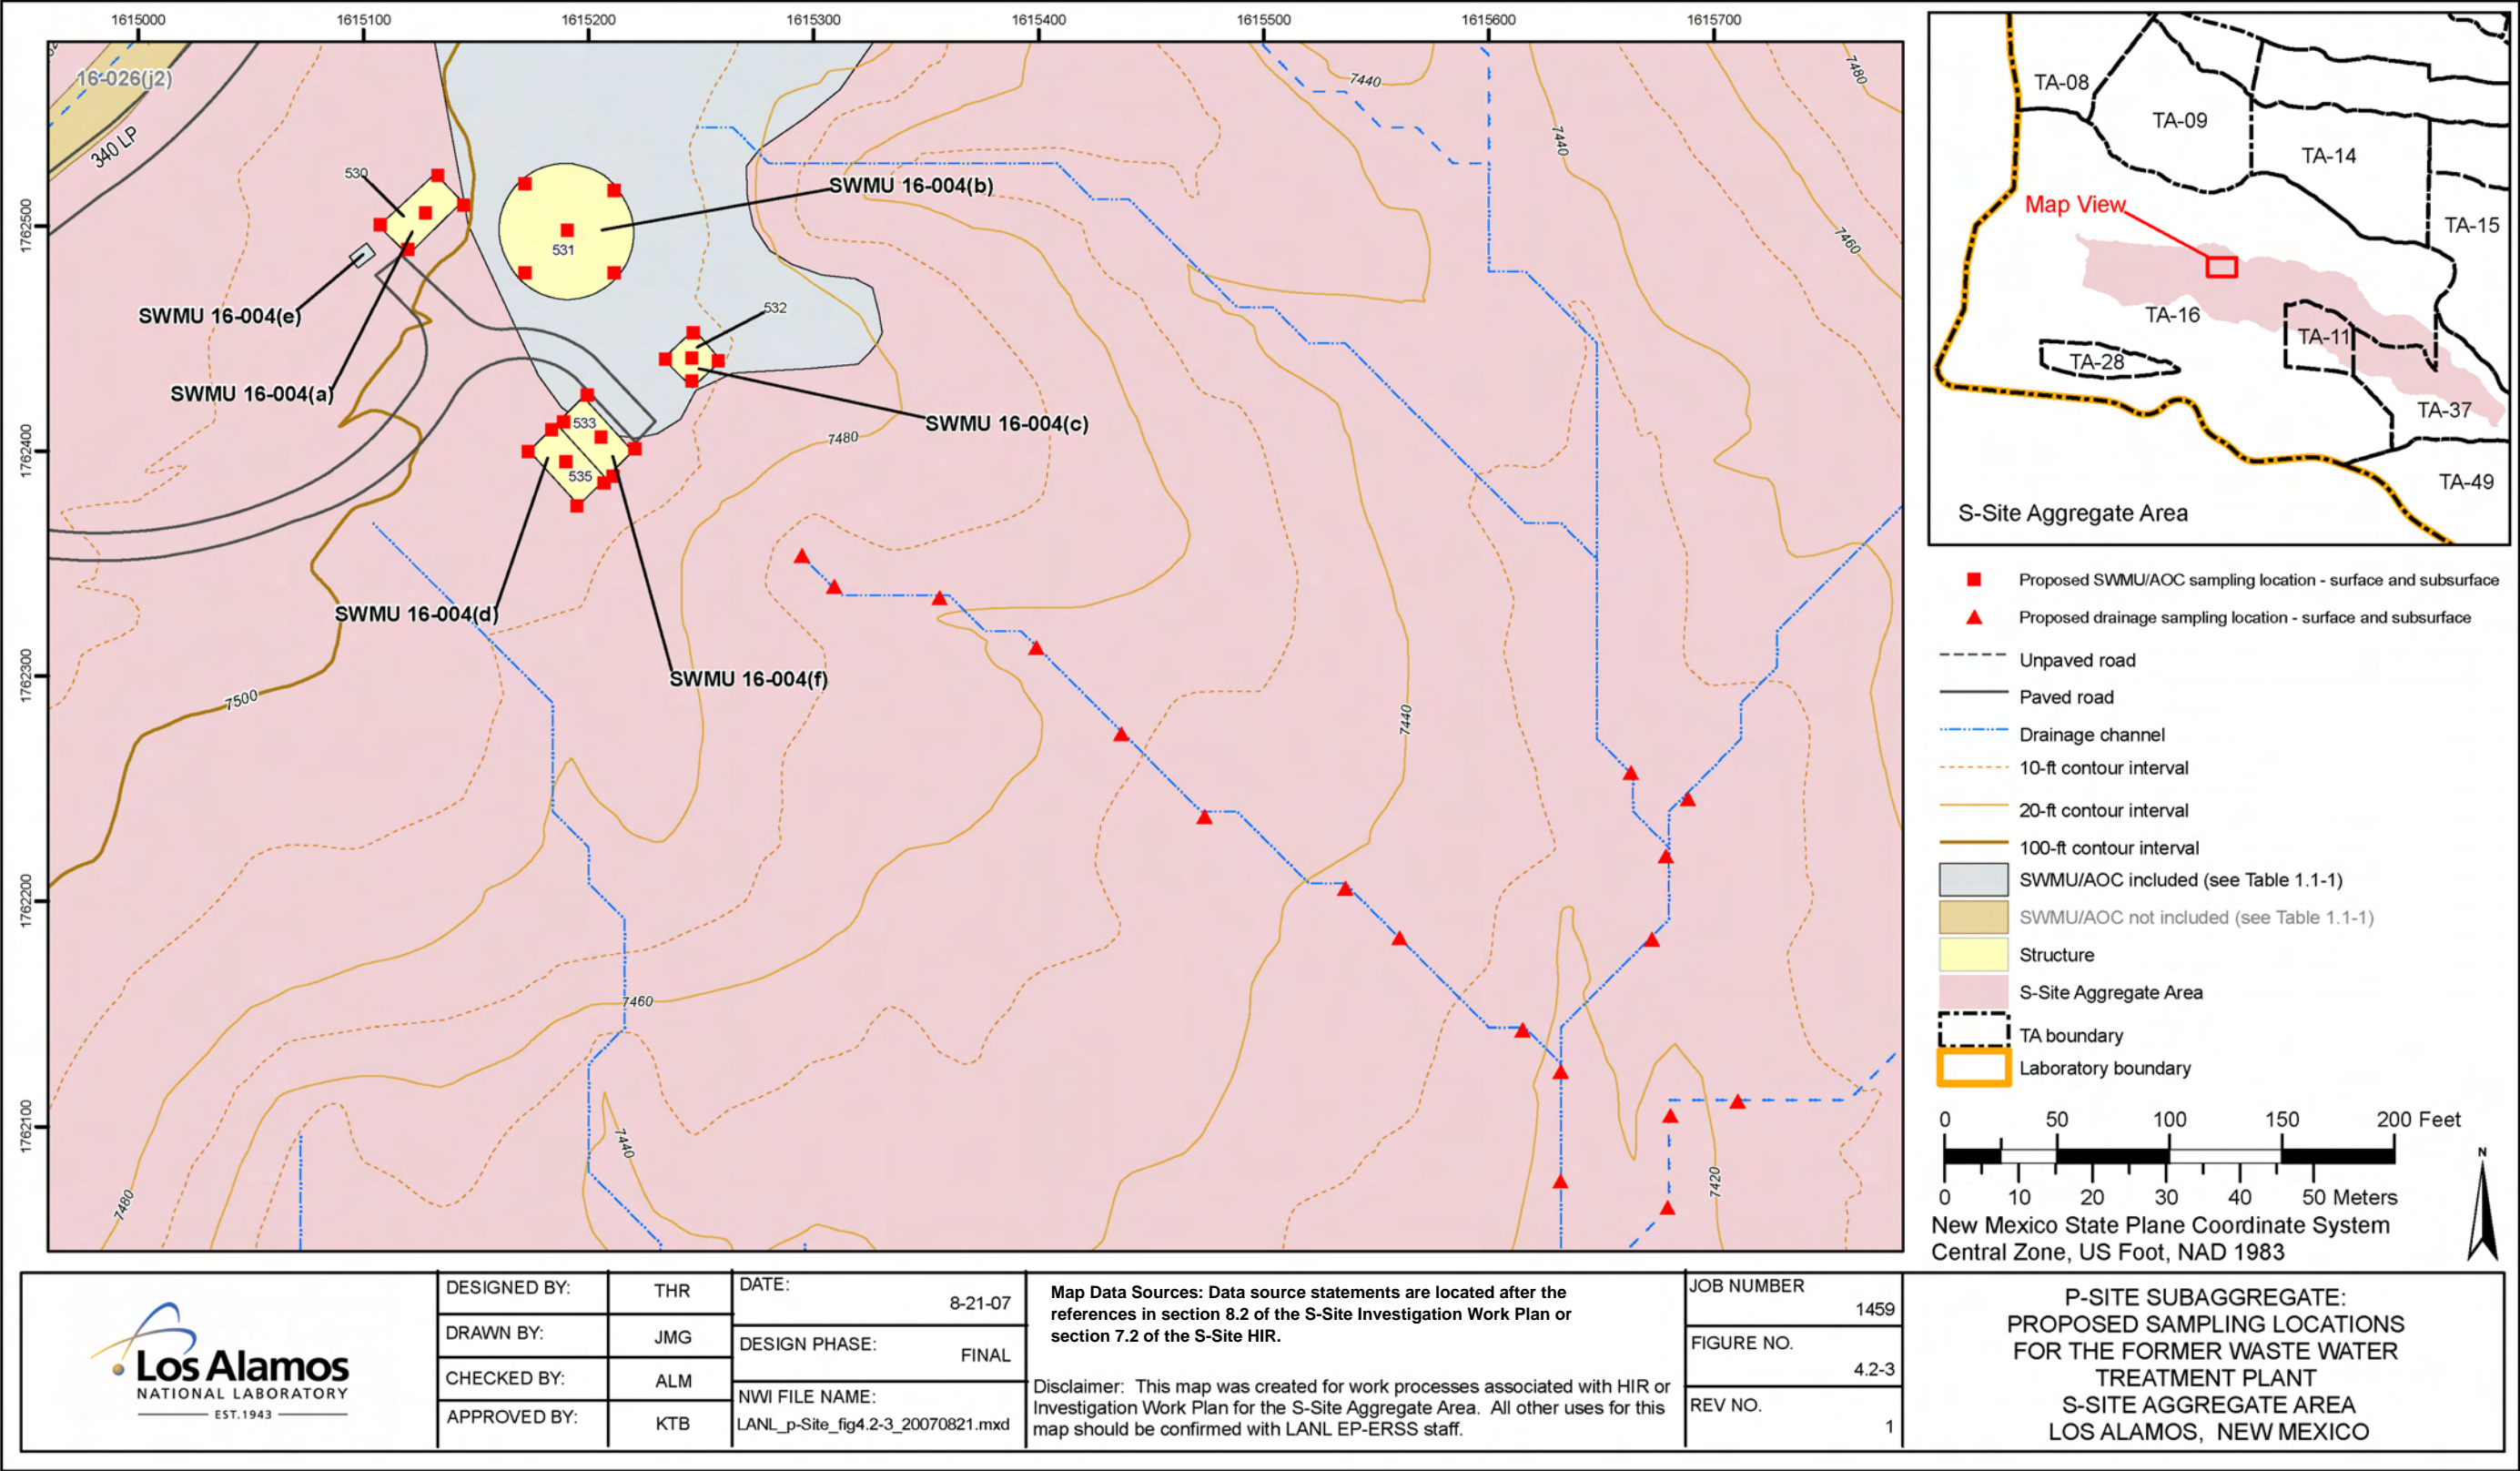 1615000 1615100 1615200 1615300 1615400 1615500 1615600 1615700
1762500
1762400
1762300
1762200
1762100
16-026(j2)
340 LP
530
SWMU 16-004(b)
531
SWMU 16-004(e)
532
SWMU 16-004(a)
SWMU 16-004(c)
533
535
SWMU 16-004(d)
SWMU 16-004(f)
7440
7480
7440
7460
7480
7500
7440
7460
7440
7420
7480
TA-08
TA-09
TA-14
TA-15
Map View
TA-16
TA-11
TA-28
TA-37
TA-49
S-Site Aggregate Area
Proposed SWMU/AOC sampling location - surface and subsurface
Proposed drainage sampling location - surface and subsurface
Unpaved road
Paved road
Drainage channel
10-ft contour interval
20-ft contour interval
100-ft contour interval
SWMU/AOC included (see Table 1.1-1)
SWMU/AOC not included (see Table 1.1-1)
Structure
S-Site Aggregate Area
TA boundary
Laboratory boundary
0 50 100 150 200 Feet
0 10 20 30 40 50 Meters
N
New Mexico State Plane Coordinate System
Central Zone, US Foot, NAD 1983
Los Alamos
NATIONAL LABORATORY
EST.1943
DESIGNED BY: THR
DRAWN BY: JMG
CHECKED BY: ALM
APPROVED BY: KTB
DATE:
8-21-07
DESIGN PHASE:
FINAL
NWI FILE NAME:
LANL_p-Site_fig4.2-3_20070821.mxd
Map Data Sources: Data source statements are located after the
references in section 8.2 of the S-Site Investigation Work Plan or
section 7.2 of the S-Site HIR.
Disclaimer: This map was created for work processes associated with HIR or
Investigation Work Plan for the S-Site Aggregate Area. All other uses for this
map should be confirmed with LANL EP-ERSS staff.
JOB NUMBER
1459
FIGURE NO.
4.2-3
REV NO.
1
P-SITE SUBAGGREGATE:
PROPOSED SAMPLING LOCATIONS
FOR THE FORMER WASTE WATER
TREATMENT PLANT
S-SITE AGGREGATE AREA
LOS ALAMOS, NEW MEXICO